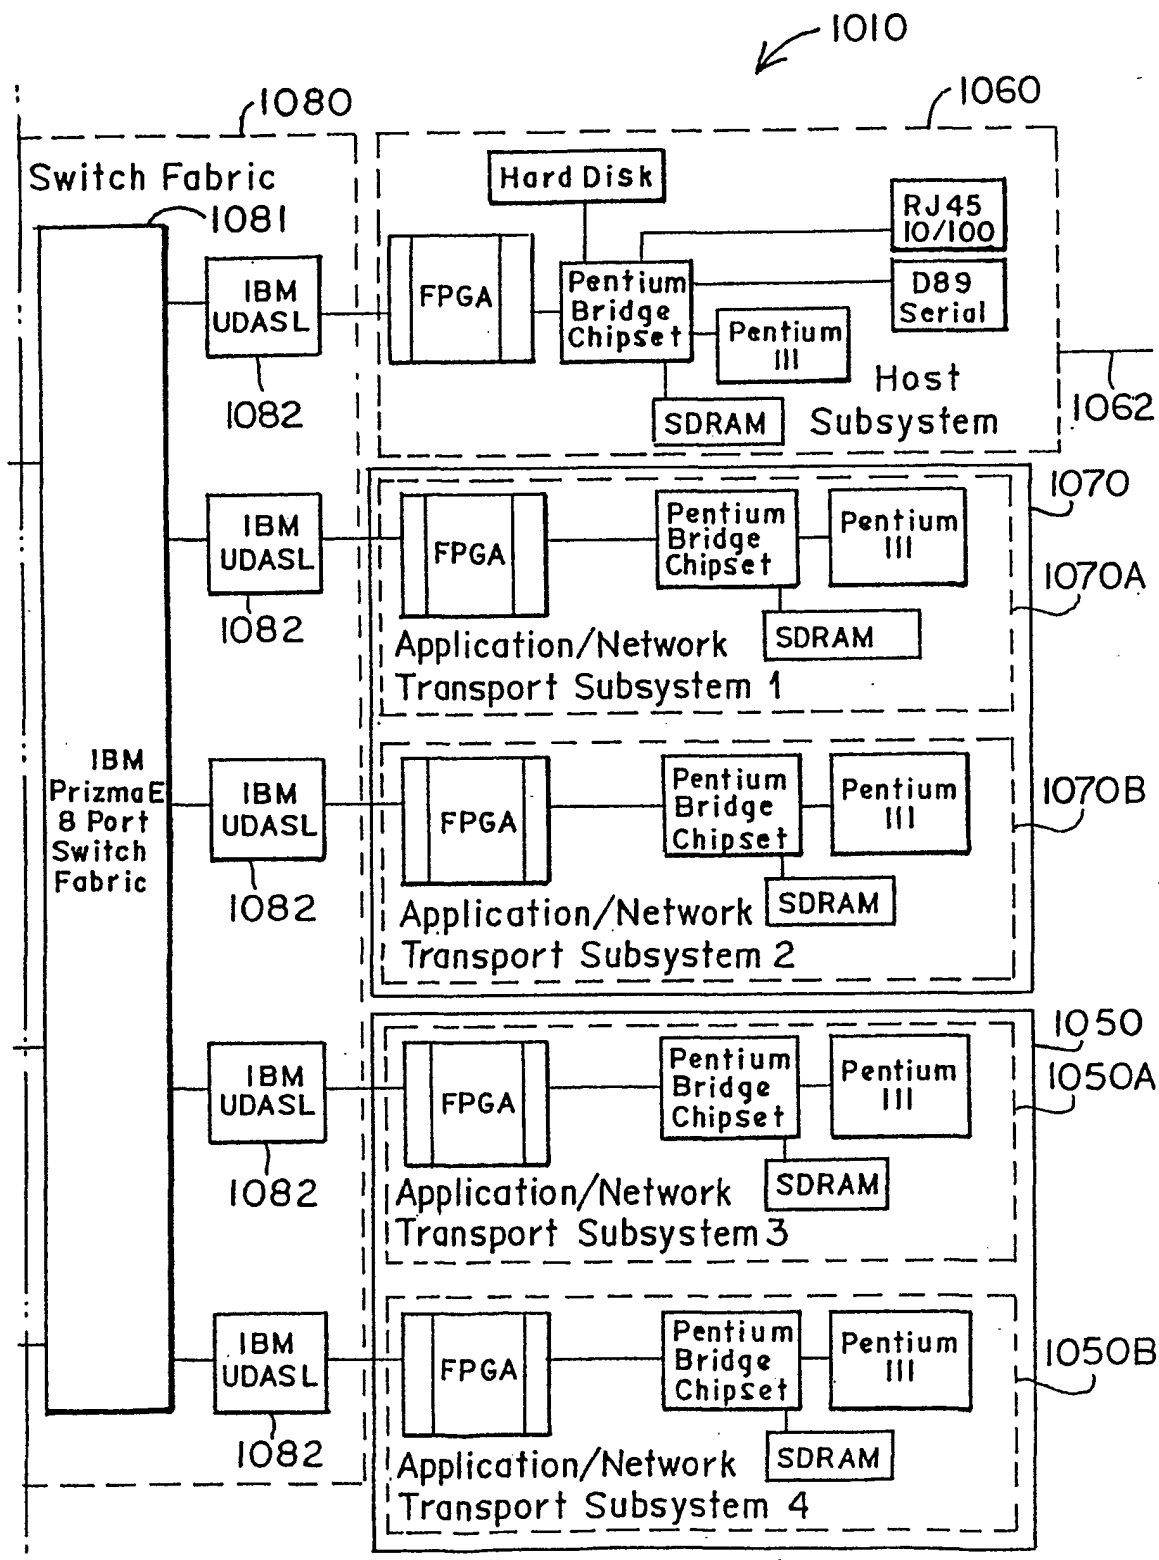 1010
1080
1060
Switch Fabric
1081
Hard Disk
RJ45
10/100
IBM
UDASL
FPGA
Pentium
Bridge
Chipset
D89
Serial
Pentium
III
1082
SDRAM
Host
Subsystem
1062
1070
IBM
UDASL
FPGA
Pentium
Bridge
Chipset
Pentium
III
1070A
1082
SDRAM
Application/Network
Transport Subsystem 1
IBM
PrizmaE
8 Port
Switch
Fabric
IBM
UDASL
FPGA
Pentium
Bridge
Chipset
Pentium
III
1070B
1082
SDRAM
Application/Network
Transport Subsystem 2
1050
IBM
UDASL
FPGA
Pentium
Bridge
Chipset
Pentium
III
1050A
1082
SDRAM
Application/Network
Transport Subsystem 3
IBM
UDASL
FPGA
Pentium
Bridge
Chipset
Pentium
III
1050B
1082
SDRAM
Application/Network
Transport Subsystem 4